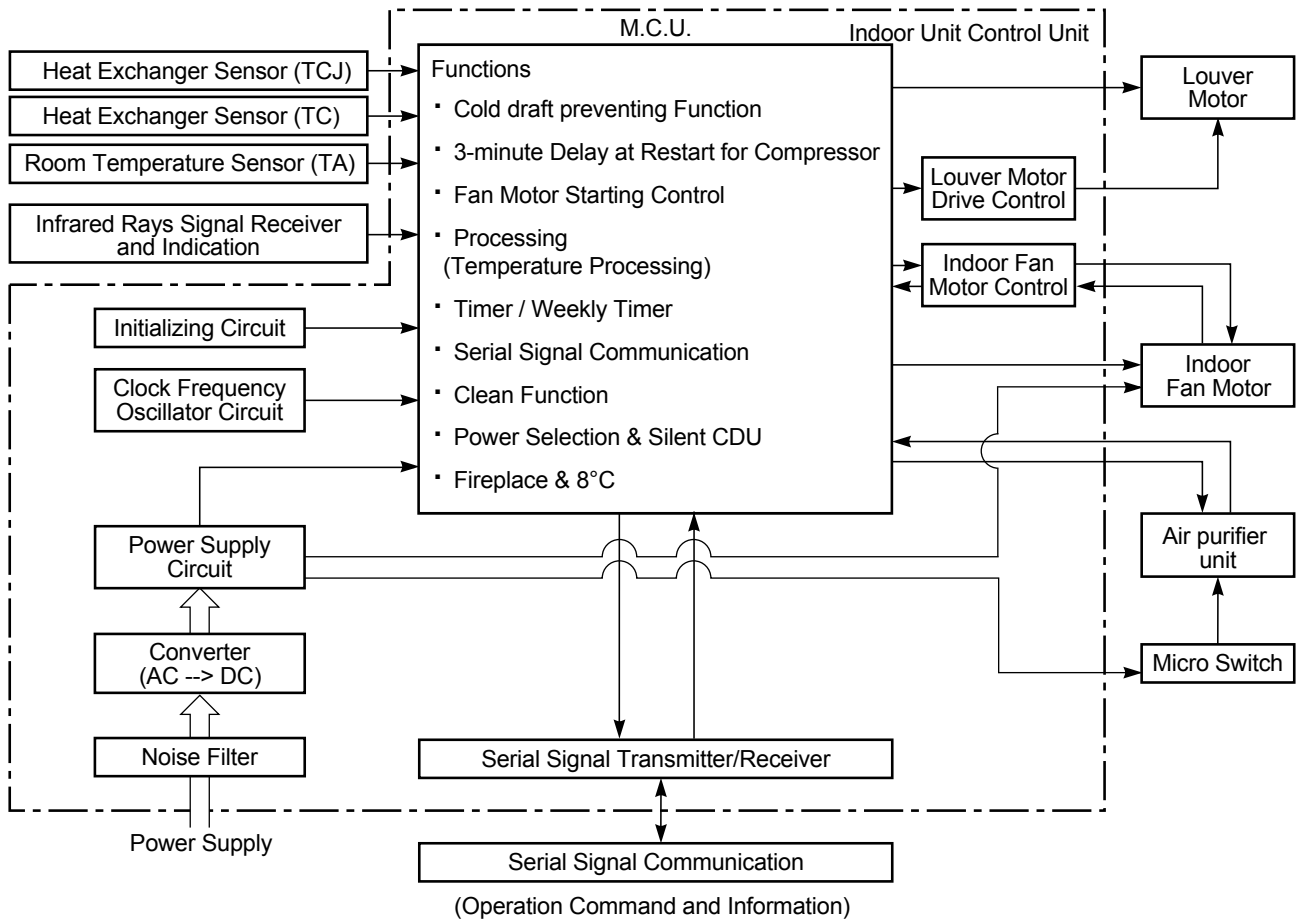 M.C.U.
Indoor Unit Control Unit
Heat Exchanger Sensor (TCJ)
Heat Exchanger Sensor (TC)
Room Temperature Sensor (TA)
Infrared Rays Signal Receiver
and Indication
Initializing Circuit
Clock Frequency
Oscillator Circuit
Power Supply
Circuit
Converter
(AC --> DC)
Noise Filter
Power Supply
Functions
· Cold draft preventing Function
· 3-minute Delay at Restart for Compressor
· Fan Motor Starting Control
· Processing
(Temperature Processing)
· Timer / Weekly Timer
· Serial Signal Communication
· Clean Function
· Power Selection & Silent CDU
· Fireplace & 8°C
Louver Motor
Drive Control
Indoor Fan
Motor Control
Louver
Motor
Indoor
Fan Motor
Air purifier
unit
Micro Switch
Serial Signal Transmitter/Receiver
Serial Signal Communication
(Operation Command and Information)